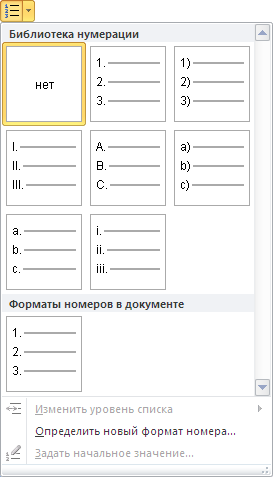 Библиотека нумерации
нет
1.
2.
3.
1)
2)
3)
I.
II.
III.
A.
B.
C.
a)
b)
c)
a.
b.
c.
i.
ii.
iii.
Форматы номеров в документе
1.
2.
3.
Изменить уровень списка
Определить новый формат номера...
Задать начальное значение...